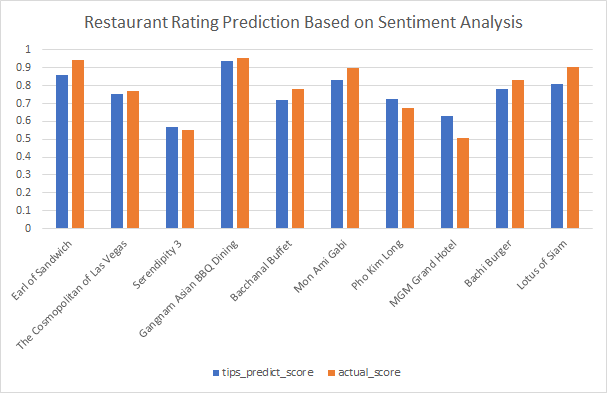 Restaurant Rating Prediction Based on Sentiment Analysis
1
0.9
0.8
0.7
0.6
0.5
0.4
0.3
0.2
0.1
0
Earl of Sandwich
The Cosmopolitan of Las Vegas
Serendipity 3
Gangnam Asian BBQ Dining
Bacchanal Buffet
Mon Ami Gabi
Pho Kim Long
MGM Grand Hotel
Bachi Burger
Lotus of Siam
tips_predict_score
actual_score